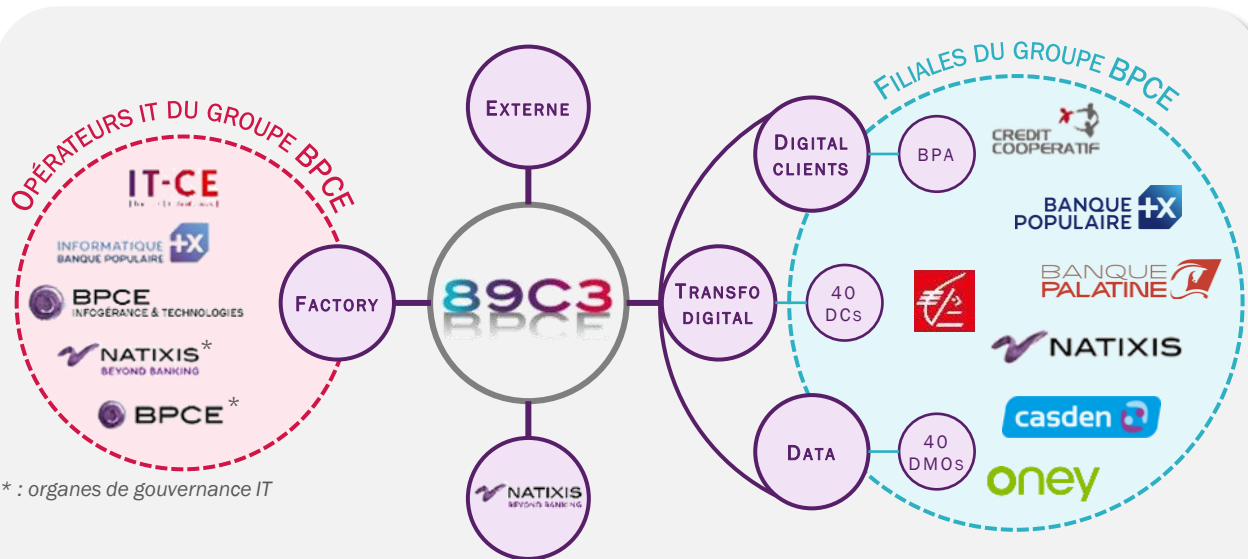 OPÉRATEURS IT DU GROUPE BPCE
IT-CE
INFORMATIQUE
BANQUE POPULAIRE
+X
BPCE
INFOGÉRANCE & TECHNOLOGIES
NATIXIS*
BEYOND BANKING
BPCE*
* : organes de gouvernance IT
FACTORY
EXTERNE
89C3
BPCE
NATIXIS
BEYOND BANKING
DIGITAL
CLIENTS
TRANSFO
DIGITAL
DATA
FILIALES DU GROUPE BPCE
BPA
40
DCs
40
DMOs
CREDIT
COOPERATIF
BANQUE
POPULAIRE
+X
BANQUE
PALATINE
NATIXIS
casden
oney